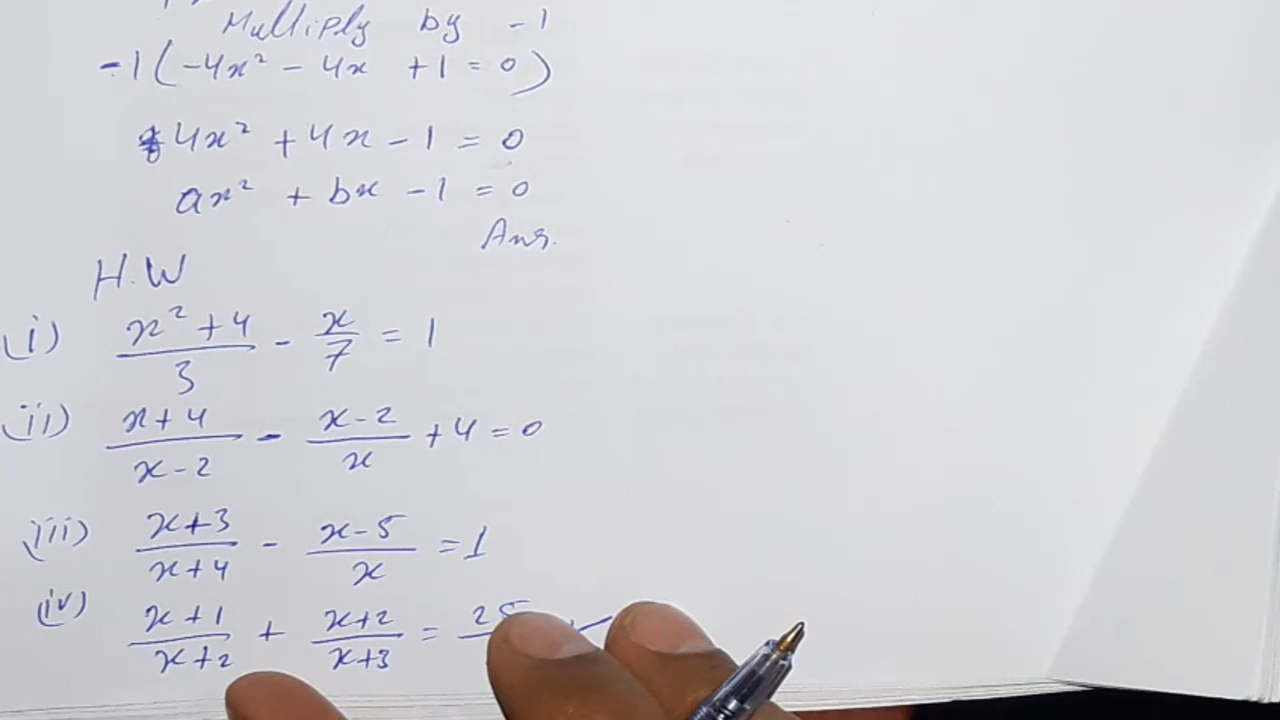 Multiply by -1
-1(-4x² - 4x + 1 = 0)
4x² + 4x - 1 = 0
ax² + bx - 1 = 0
Ans.
H.W
(i) (x² + 4)/3 - x/7 = 1
(ii) (x+4)/(x-2) - (x-2)/x + 4 = 0
(iii) (x+3)/(x+4) - (x-5)/x = 1
(iv) (x+1)/(x+2) + (x+2)/(x+3) = 25